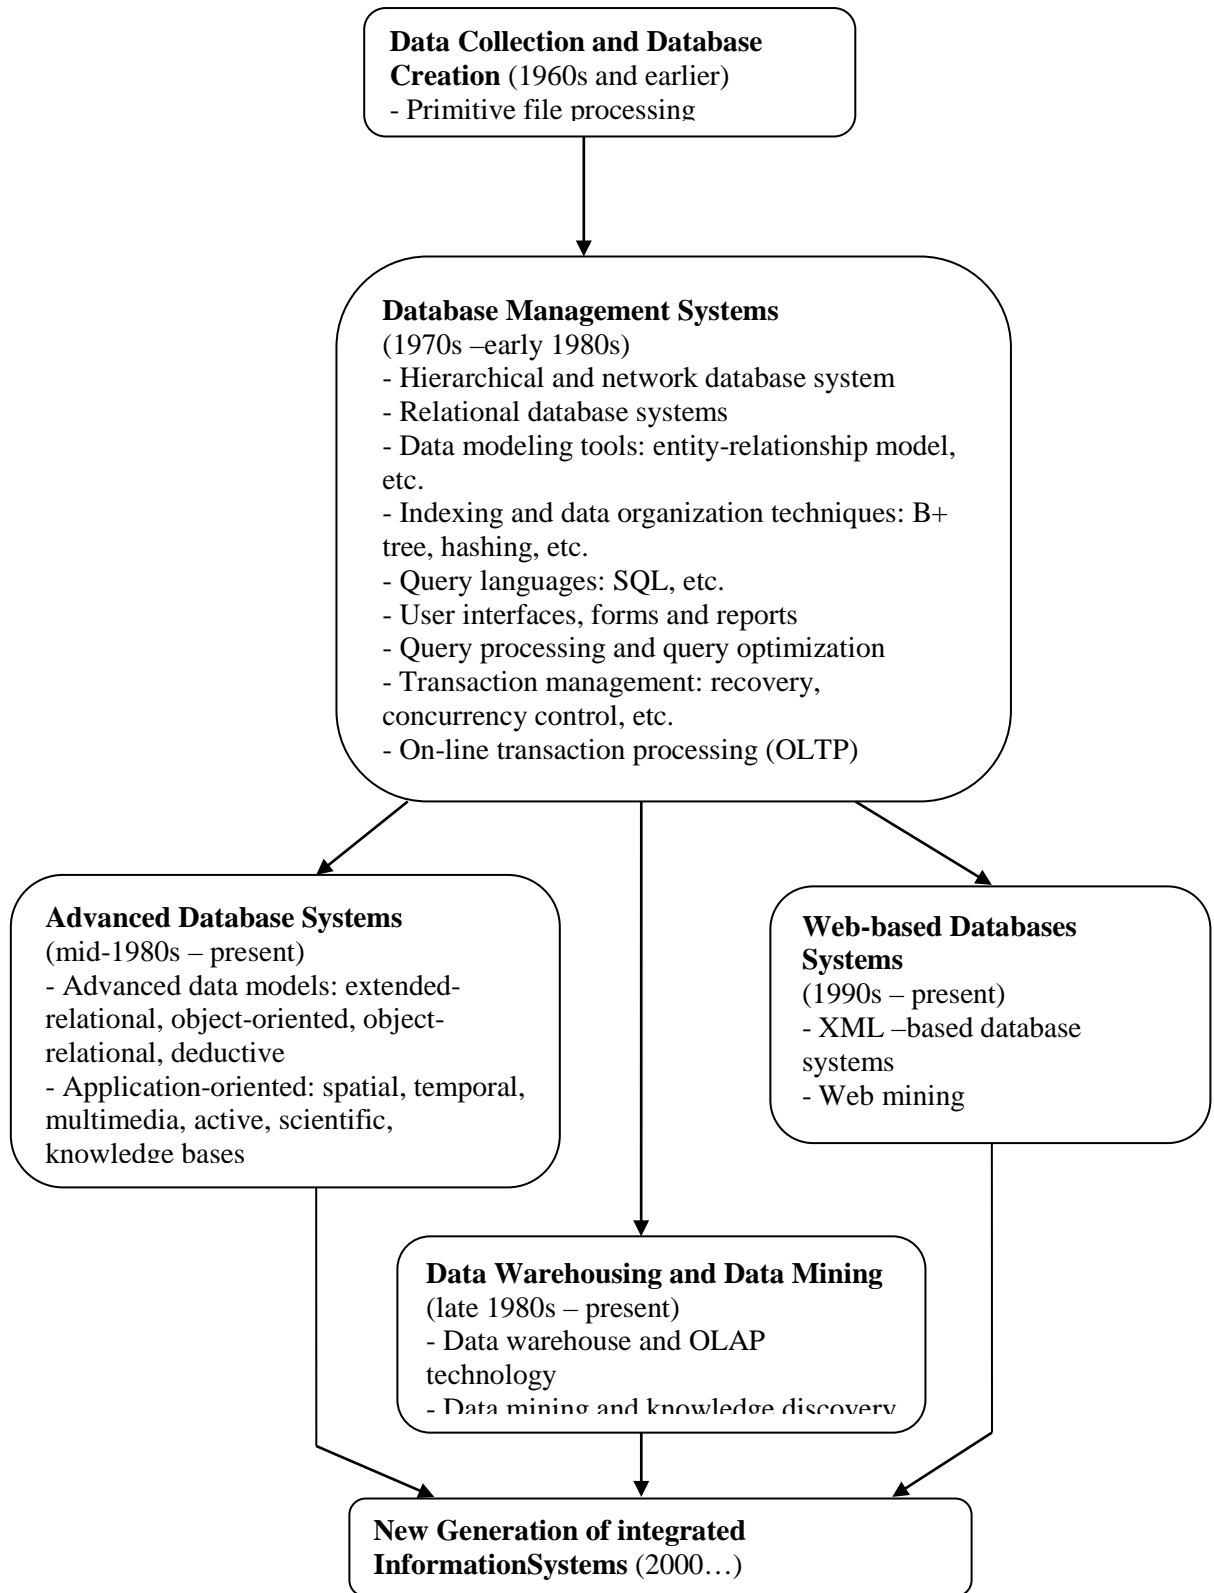 Data Collection and Database
Creation (1960s and earlier)
- Primitive file processing
Database Management Systems
(1970s –early 1980s)
- Hierarchical and network database system
- Relational database systems
- Data modeling tools: entity-relationship model,
etc.
- Indexing and data organization techniques: B+
tree, hashing, etc.
- Query languages: SQL, etc.
- User interfaces, forms and reports
- Query processing and query optimization
- Transaction management: recovery,
concurrency control, etc.
- On-line transaction processing (OLTP)
Advanced Database Systems
(mid-1980s – present)
- Advanced data models: extended-
relational, object-oriented, object-
relational, deductive
- Application-oriented: spatial, temporal,
multimedia, active, scientific,
knowledge bases
Web-based Databases
Systems
(1990s – present)
- XML –based database
systems
- Web mining
Data Warehousing and Data Mining
(late 1980s – present)
- Data warehouse and OLAP
technology
- Data mining and knowledge discovery
New Generation of integrated
InformationSystems (2000…)